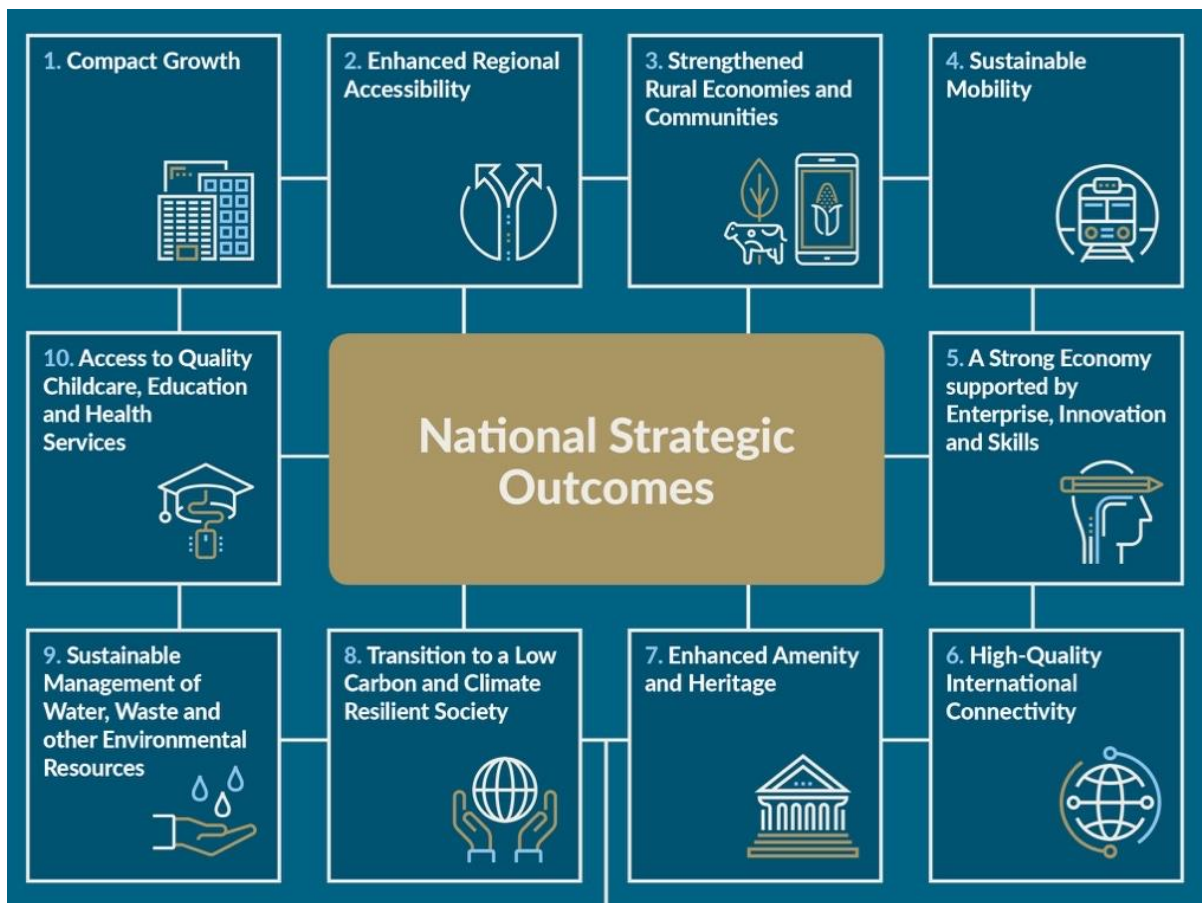 1. Compact Growth
2. Enhanced Regional
Accessibility
3. Strengthened
Rural Economies and
Communities
4. Sustainable
Mobility
10. Access to Quality
Childcare, Education
and Health
Services
National Strategic
Outcomes
5. A Strong Economy
supported by
Enterprise, Innovation
and Skills
9. Sustainable
Management of
Water, Waste and
other Environmental
Resources
8. Transition to a Low
Carbon and Climate
Resilient Society
7. Enhanced Amenity
and Heritage
6. High-Quality
International
Connectivity